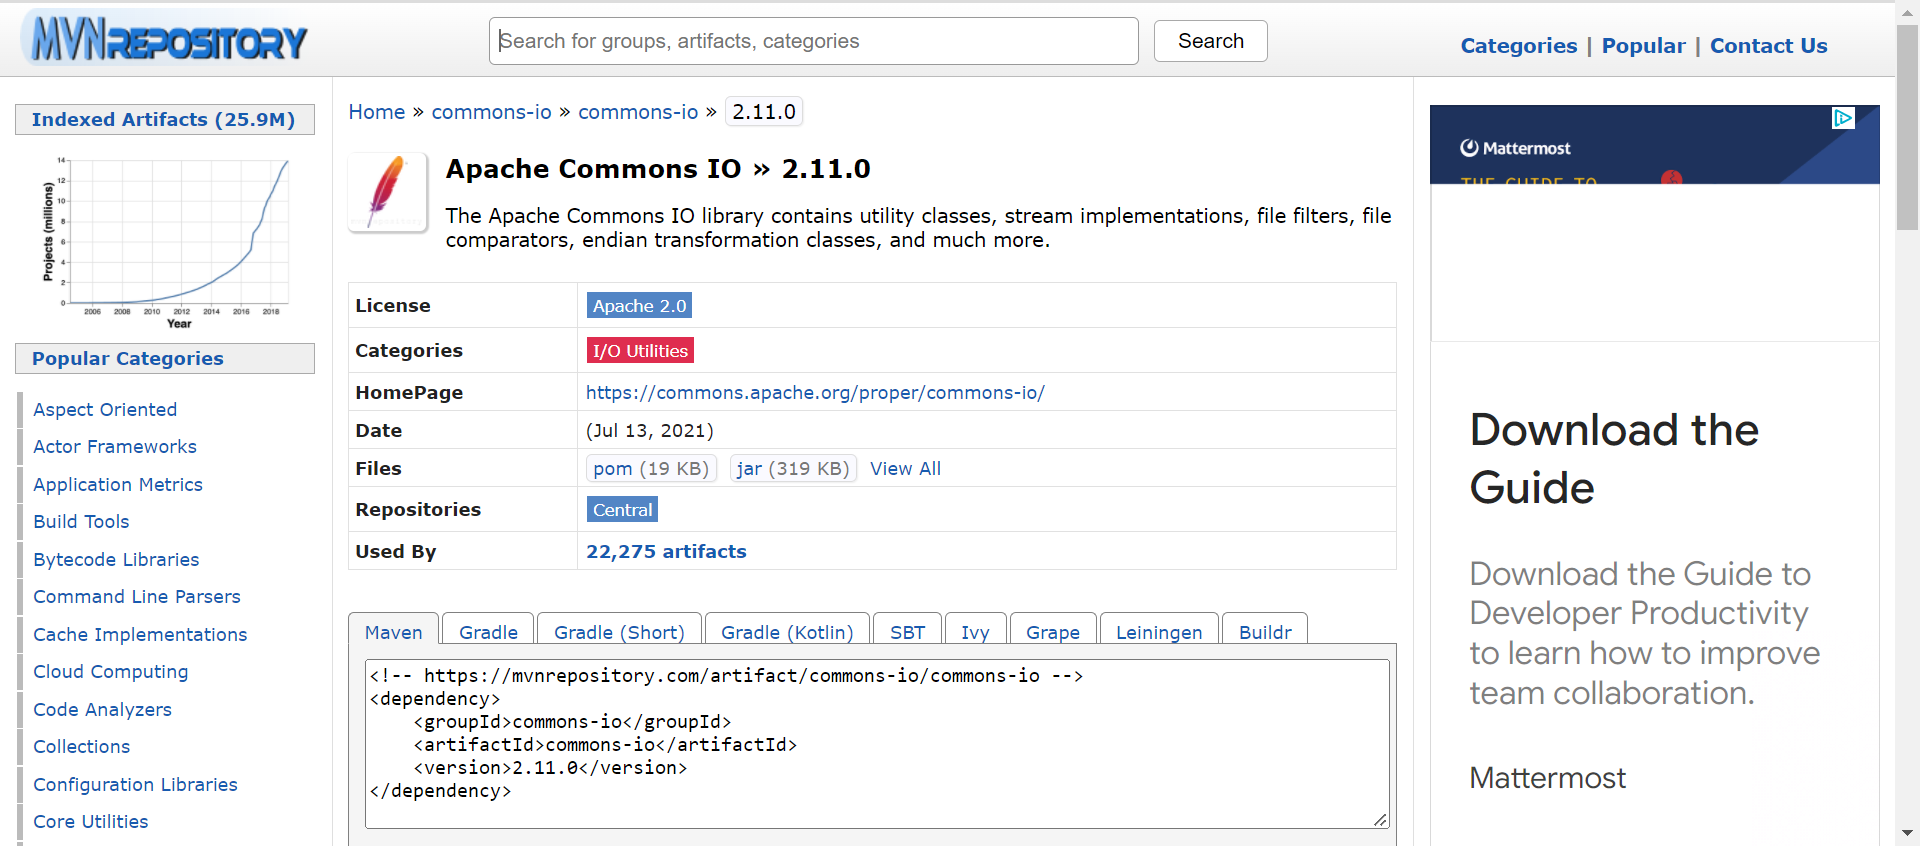 MVNREPOSITORY
Search for groups, artifacts, categories
Search
Categories | Popular | Contact Us
Indexed Artifacts (25.9M)
Projects (millions)
14
12
10
8
6
4
2
0
2006 2008 2010 2012 2014 2016 2018
Year
Popular Categories
Aspect Oriented
Actor Frameworks
Application Metrics
Build Tools
Bytecode Libraries
Command Line Parsers
Cache Implementations
Cloud Computing
Code Analyzers
Collections
Configuration Libraries
Core Utilities
Home » commons-io » commons-io » 2.11.0
Apache Commons IO » 2.11.0
The Apache Commons IO library contains utility classes, stream implementations, file filters, file
comparators, endian transformation classes, and much more.
License Apache 2.0
Categories I/O Utilities
HomePage https://commons.apache.org/proper/commons-io/
Date (Jul 13, 2021)
Files pom (19 KB) jar (319 KB) View All
Repositories Central
Used By 22,275 artifacts
Maven Gradle Gradle (Short) Gradle (Kotlin) SBT Ivy Grape Leiningen Buildr
<!-- https://mvnrepository.com/artifact/commons-io/commons-io -->
<dependency>
    <groupId>commons-io</groupId>
    <artifactId>commons-io</artifactId>
    <version>2.11.0</version>
</dependency>
Mattermost
THE GUIDE TO
Download the
Guide
Download the Guide to
Developer Productivity
to learn how to improve
team collaboration.
Mattermost